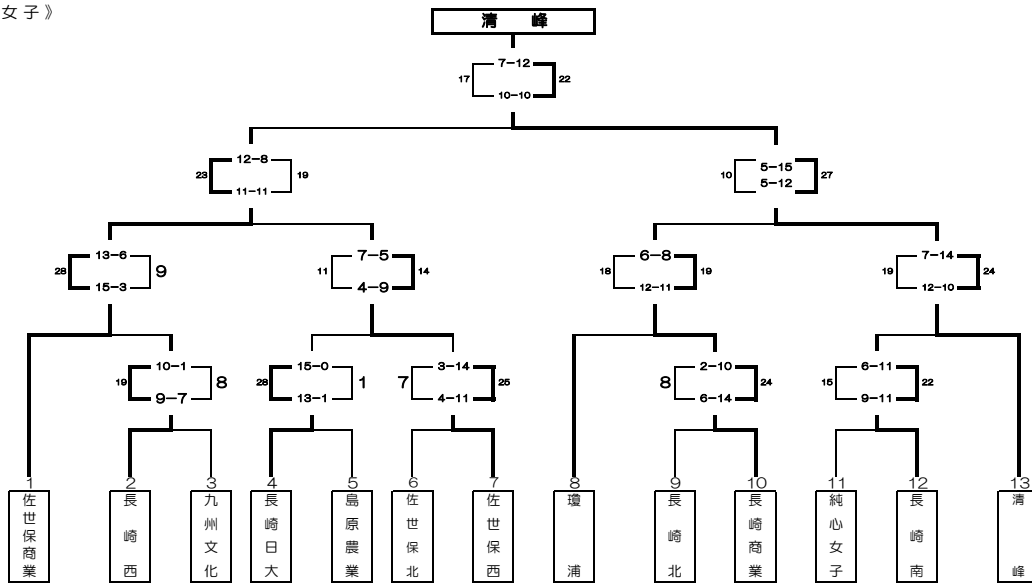 女子》
清峰
7-12
17 22
10-10
12-8
23 19
11-11
5-15
10 27
5-12
13-6
28 9
15-3
7-5
11 14
4-9
6-8
18 19
12-11
7-14
19 24
12-10
10-1
19 8
9-7
15-0
28 1
13-1
3-14
7 25
4-11
2-10
8 24
6-14
6-11
15 22
9-11
1 2 3 4 5 6 7 8 9 10 11 12 13
佐世保商業
長崎西
九州文化
長崎日大
島原農業
佐世保北
佐世保西
瓊浦
長崎北
長崎商業
純心女子
長崎南
清峰